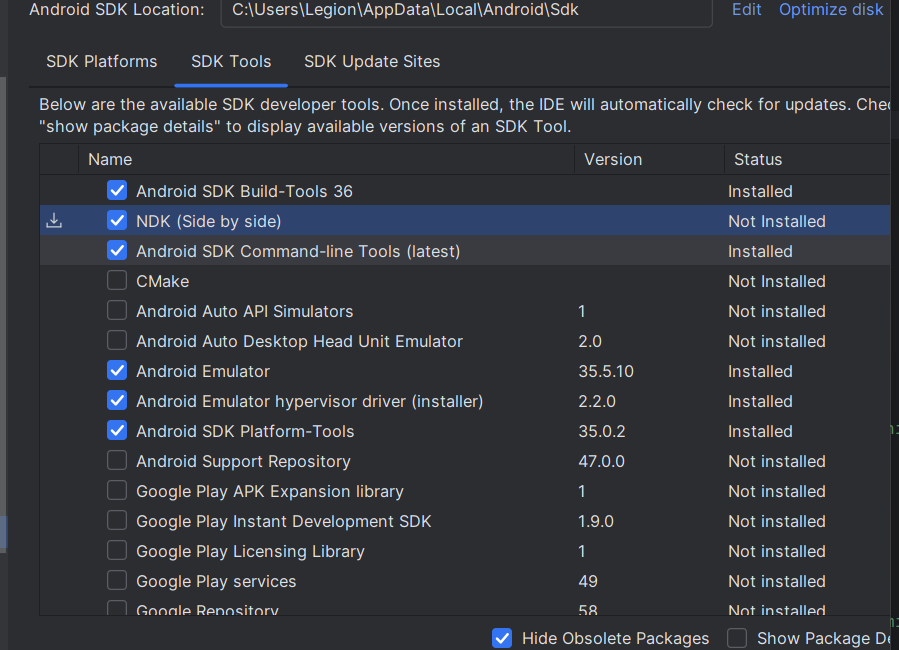 Android SDK Location: C:\Users\Legion\AppData\Local\Android\Sdk Edit Optimize disk
SDK Platforms SDK Tools SDK Update Sites
Below are the available SDK developer tools. Once installed, the IDE will automatically check for updates. Chec
"show package details" to display available versions of an SDK Tool.
Name Version Status
Android SDK Build-Tools 36 Installed
NDK (Side by side) Not Installed
Android SDK Command-line Tools (latest) Installed
CMake Not Installed
Android Auto API Simulators 1 Not installed
Android Auto Desktop Head Unit Emulator 2.0 Not installed
Android Emulator 35.5.10 Installed
Android Emulator hypervisor driver (installer) 2.2.0 Installed
Android SDK Platform-Tools 35.0.2 Installed
Android Support Repository 47.0.0 Not installed
Google Play APK Expansion library 1 Not installed
Google Play Instant Development SDK 1.9.0 Not installed
Google Play Licensing Library 1 Not installed
Google Play services 49 Not installed
Google Repository 58 Not installed
Hide Obsolete Packages Show Package De